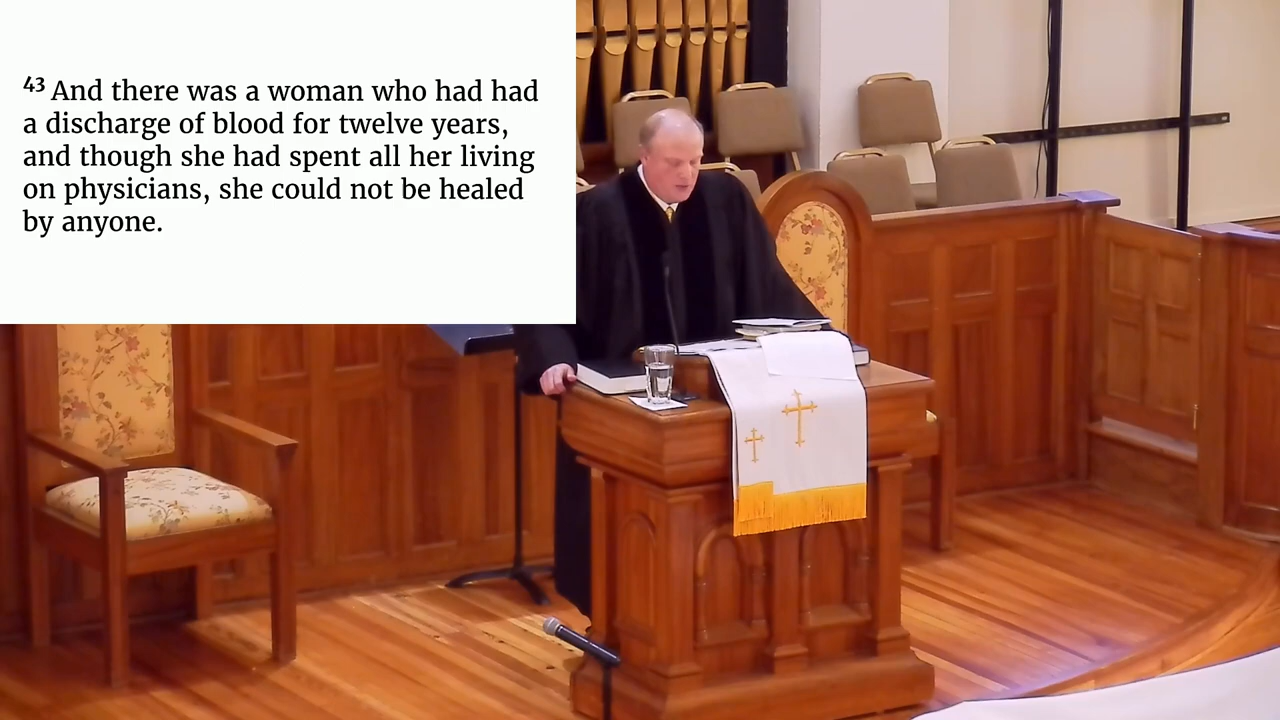 43 And there was a woman who had had
a discharge of blood for twelve years,
and though she had spent all her living
on physicians, she could not be healed
by anyone.